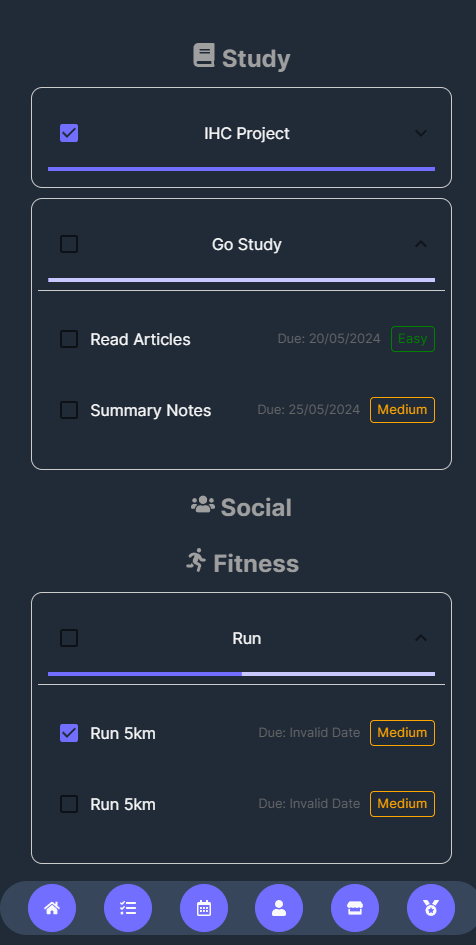 Study
IHC Project
Go Study
Read Articles Due: 20/05/2024 Easy
Summary Notes Due: 25/05/2024 Medium
Social
Fitness
Run
Run 5km Due: Invalid Date Medium
Run 5km Due: Invalid Date Medium